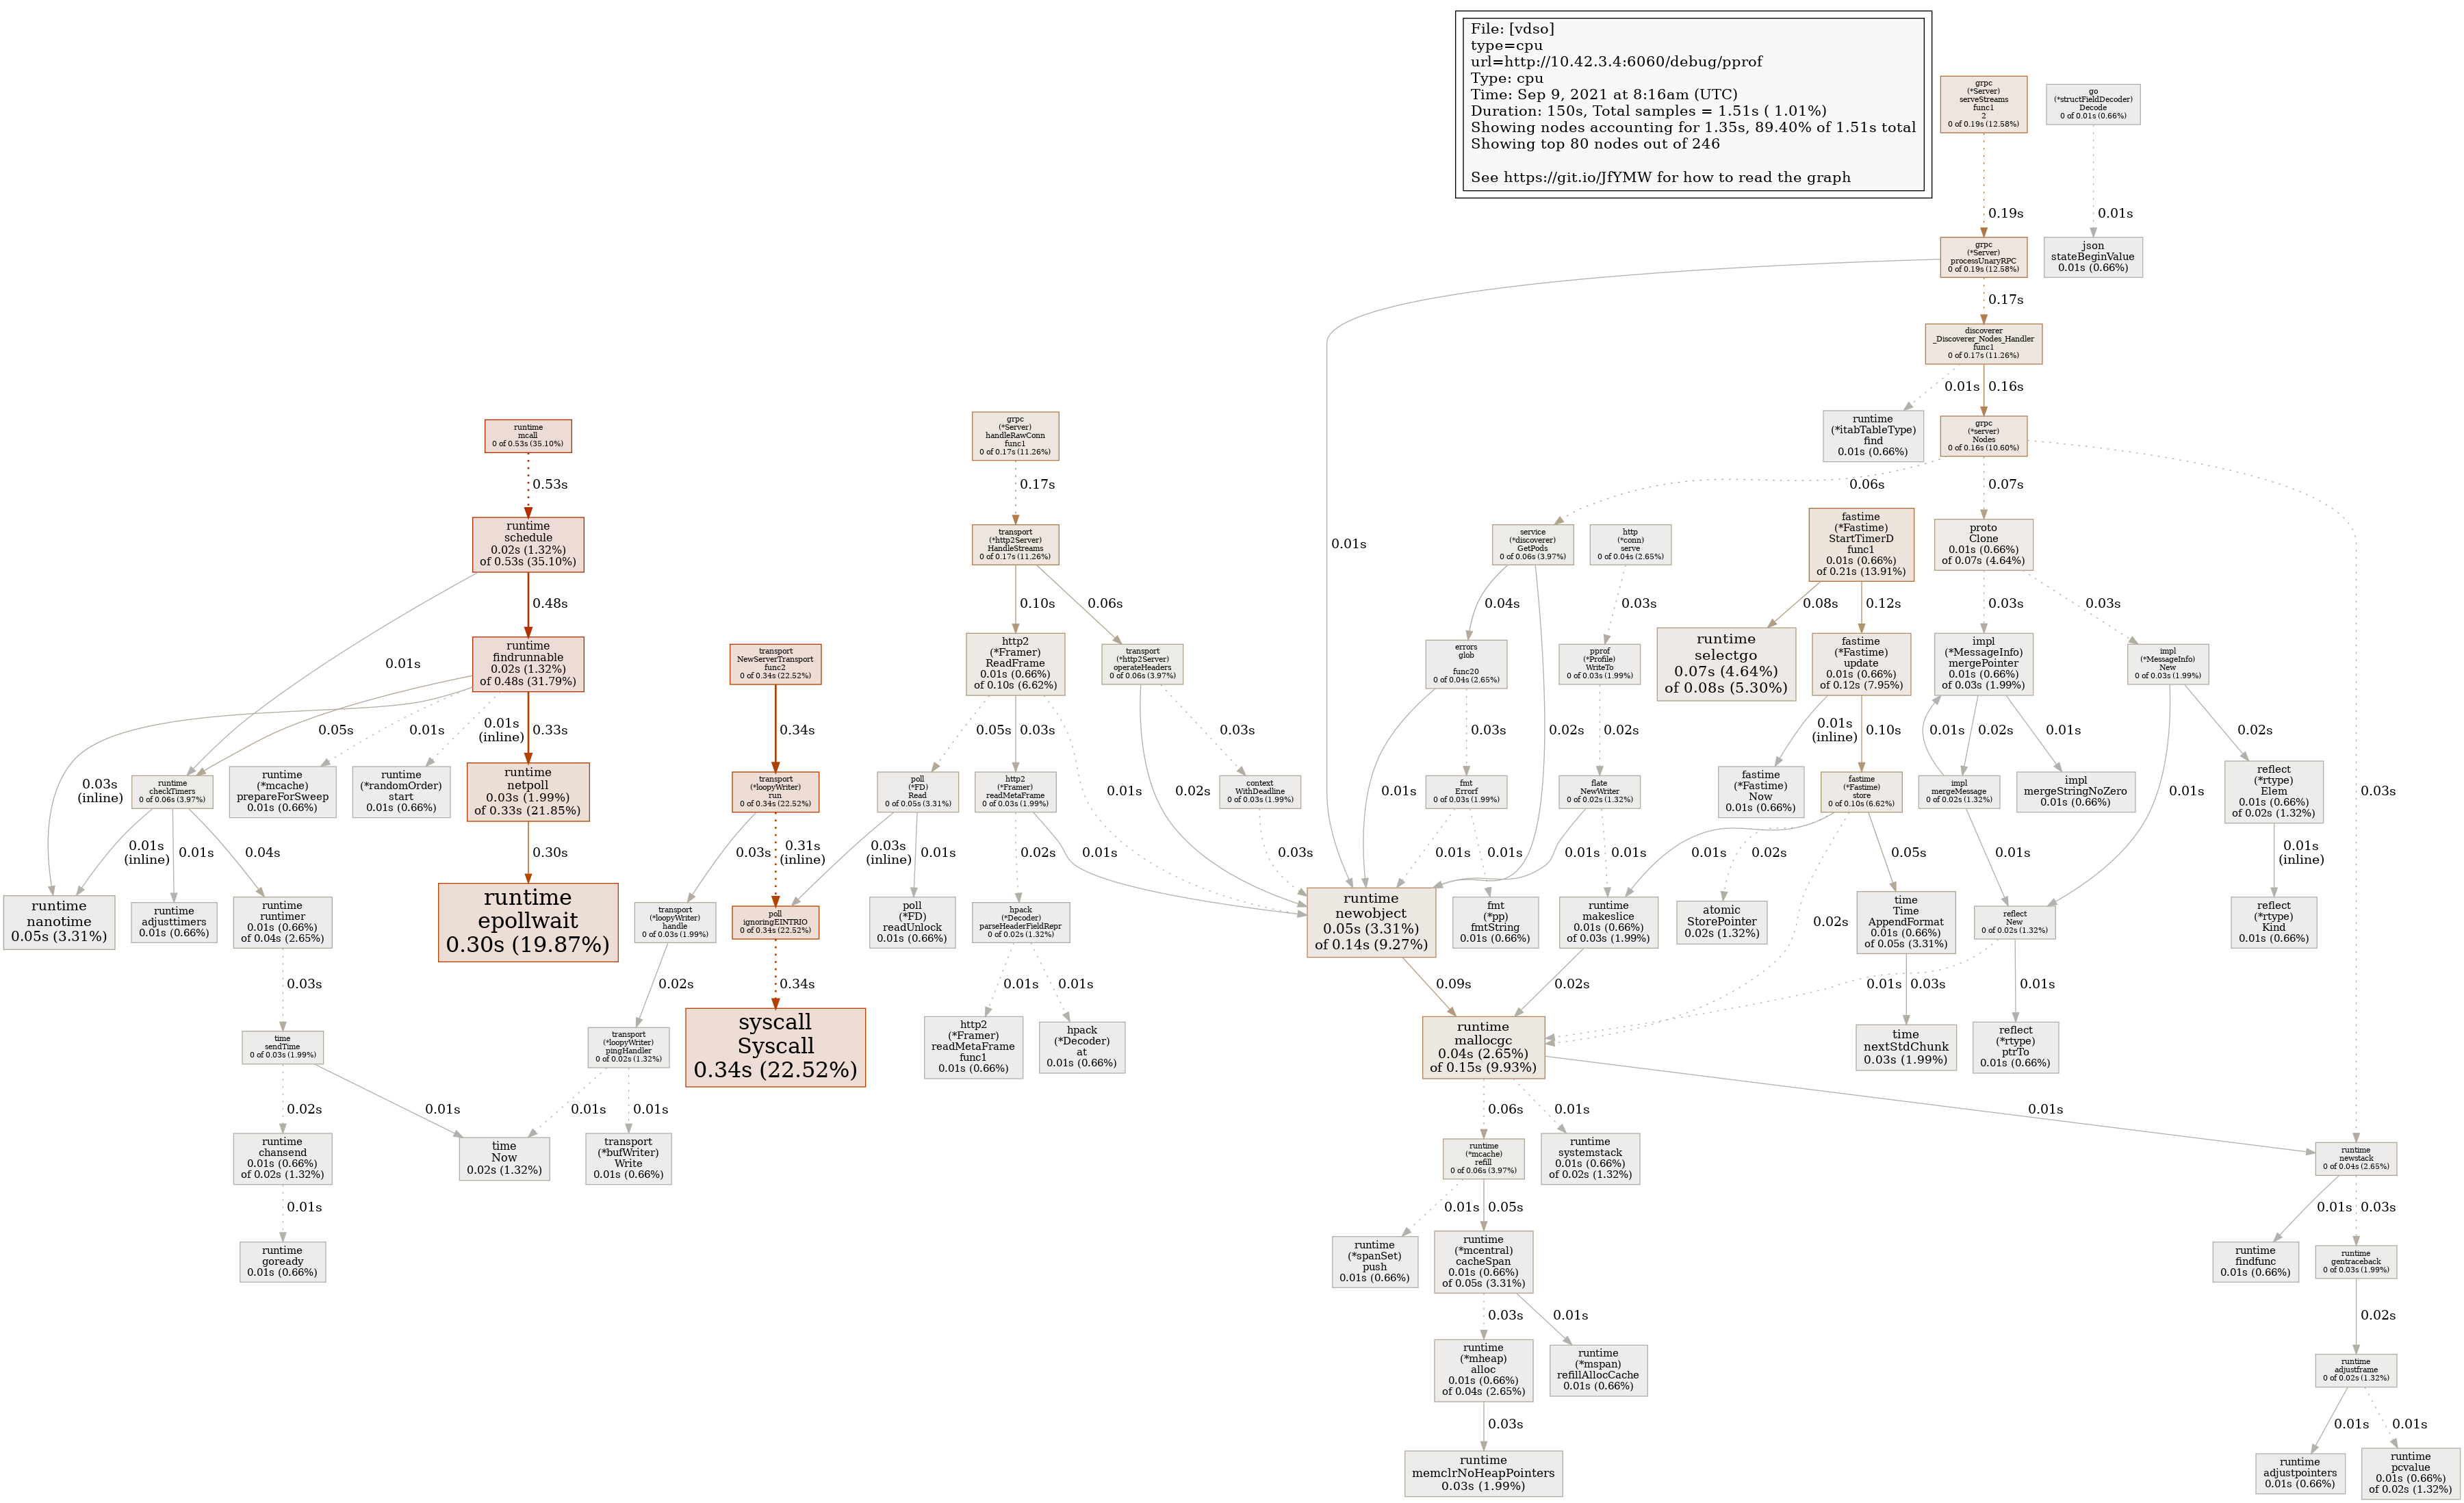 File: [vdso]
type=cpu
url=http://10.42.3.4:6060/debug/pprof
Type: cpu
Time: Sep 9, 2021 at 8:16am (UTC)
Duration: 150s, Total samples = 1.51s ( 1.01%)
Showing nodes accounting for 1.35s, 89.40% of 1.51s total
Showing top 80 nodes out of 246
See https://git.io/JfYMW for how to read the graph
grpc
(*Server)
serveStreams
func1
2
0 of 0.19s (12.58%)
go
(*structFieldDecoder)
Decode
0 of 0.01s (0.66%)
0.19s
0.01s
grpc
(*Server)
processUnaryRPC
0 of 0.19s (12.58%)
json
stateBeginValue
0.01s (0.66%)
0.17s
discoverer
_Discoverer_Nodes_Handler
func1
0 of 0.17s (11.26%)
0.01s
0.16s
runtime
mcall
0 of 0.53s (35.10%)
grpc
(*Server)
handleRawConn
func1
0 of 0.17s (11.26%)
runtime
(*itabTableType)
find
0.01s (0.66%)
grpc
(*server)
Nodes
0 of 0.16s (10.60%)
0.53s
0.17s
0.06s
0.07s
runtime
schedule
0.02s (1.32%)
of 0.53s (35.10%)
transport
(*http2Server)
HandleStreams
0 of 0.17s (11.26%)
0.01s
service
(*discoverer)
GetPods
0 of 0.06s (3.97%)
http
(*conn)
serve
0 of 0.04s (2.65%)
fastime
(*Fastime)
StartTimerD
func1
0.01s (0.66%)
of 0.21s (13.91%)
proto
Clone
0.01s (0.66%)
of 0.07s (4.64%)
0.48s
0.10s
0.06s
0.04s
0.03s
0.08s
0.12s
0.03s
0.03s
runtime
findrunnable
0.02s (1.32%)
of 0.48s (31.79%)
0.01s
transport
NewServerTransport
func2
0 of 0.34s (22.52%)
http2
(*Framer)
ReadFrame
0.01s (0.66%)
of 0.10s (6.62%)
transport
(*http2Server)
operateHeaders
0 of 0.06s (3.97%)
errors
glob

func20
0 of 0.04s (2.65%)
pprof
(*Profile)
WriteTo
0 of 0.03s (1.99%)
runtime
selectgo
0.07s (4.64%)
of 0.08s (5.30%)
fastime
(*Fastime)
update
0.01s (0.66%)
of 0.12s (7.95%)
impl
(*MessageInfo)
mergePointer
0.01s (0.66%)
of 0.03s (1.99%)
impl
(*MessageInfo)
New
0 of 0.03s (1.99%)
0.05s
0.01s
0.01s
(inline)
0.33s
0.34s
0.05s
0.03s
0.03s
0.03s
0.02s
0.02s
0.01s
(inline)
0.10s
0.01s
0.02s
0.01s
0.02s
0.03s
(inline)
runtime
checkTimers
0 of 0.06s (3.97%)
runtime
(*mcache)
prepareForSweep
0.01s (0.66%)
runtime
(*randomOrder)
start
0.01s (0.66%)
runtime
netpoll
0.03s (1.99%)
of 0.33s (21.85%)
transport
(*loopyWriter)
run
0 of 0.34s (22.52%)
poll
(*FD)
Read
0 of 0.05s (3.31%)
http2
(*Framer)
readMetaFrame
0 of 0.03s (1.99%)
0.01s
0.02s
context
WithDeadline
0 of 0.03s (1.99%)
0.01s
fmt
Errorf
0 of 0.03s (1.99%)
flate
NewWriter
0 of 0.02s (1.32%)
fastime
(*Fastime)
Now
0.01s (0.66%)
fastime
(*Fastime)
store
0 of 0.10s (6.62%)
impl
mergeMessage
0 of 0.02s (1.32%)
impl
mergeStringNoZero
0.01s (0.66%)
0.01s
reflect
(*rtype)
Elem
0.01s (0.66%)
of 0.02s (1.32%)
0.03s
0.01s
(inline)
0.01s
0.04s
0.30s
0.03s
0.31s
(inline)
0.03s
(inline)
0.01s
0.02s
0.01s
0.03s
0.01s
0.01s
0.01s
0.01s
0.01s
0.02s
0.05s
0.01s
0.01s
(inline)
runtime
nanotime
0.05s (3.31%)
runtime
adjusttimers
0.01s (0.66%)
runtime
runtimer
0.01s (0.66%)
of 0.04s (2.65%)
runtime
epollwait
0.30s (19.87%)
transport
(*loopyWriter)
handle
0 of 0.03s (1.99%)
poll
ignoringEINTRIO
0 of 0.34s (22.52%)
poll
(*FD)
readUnlock
0.01s (0.66%)
hpack
(*Decoder)
parseHeaderFieldRepr
0 of 0.02s (1.32%)
runtime
newobject
0.05s (3.31%)
of 0.14s (9.27%)
fmt
(*pp)
fmtString
0.01s (0.66%)
runtime
makeslice
0.01s (0.66%)
of 0.03s (1.99%)
atomic
StorePointer
0.02s (1.32%)
0.02s
time
Time
AppendFormat
0.01s (0.66%)
of 0.05s (3.31%)
reflect
New
0 of 0.02s (1.32%)
reflect
(*rtype)
Kind
0.01s (0.66%)
0.03s
0.02s
0.34s
0.01s
0.01s
0.09s
0.02s
0.01s
0.03s
0.01s
time
sendTime
0 of 0.03s (1.99%)
transport
(*loopyWriter)
pingHandler
0 of 0.02s (1.32%)
syscall
Syscall
0.34s (22.52%)
http2
(*Framer)
readMetaFrame
func1
0.01s (0.66%)
hpack
(*Decoder)
at
0.01s (0.66%)
runtime
mallocgc
0.04s (2.65%)
of 0.15s (9.93%)
time
nextStdChunk
0.03s (1.99%)
reflect
(*rtype)
ptrTo
0.01s (0.66%)
0.02s
0.01s
0.01s
0.01s
0.06s
0.01s
0.01s
runtime
chansend
0.01s (0.66%)
of 0.02s (1.32%)
time
Now
0.02s (1.32%)
transport
(*bufWriter)
Write
0.01s (0.66%)
runtime
(*mcache)
refill
0 of 0.06s (3.97%)
runtime
systemstack
0.01s (0.66%)
of 0.02s (1.32%)
runtime
newstack
0 of 0.04s (2.65%)
0.01s
0.01s
0.05s
0.01s
0.03s
runtime
goready
0.01s (0.66%)
runtime
(*spanSet)
push
0.01s (0.66%)
runtime
(*mcentral)
cacheSpan
0.01s (0.66%)
of 0.05s (3.31%)
runtime
findfunc
0.01s (0.66%)
runtime
gentraceback
0 of 0.03s (1.99%)
0.03s
0.01s
0.02s
runtime
(*mheap)
alloc
0.01s (0.66%)
of 0.04s (2.65%)
runtime
(*mspan)
refillAllocCache
0.01s (0.66%)
runtime
adjustframe
0 of 0.02s (1.32%)
0.03s
0.01s
0.01s
runtime
memclrNoHeapPointers
0.03s (1.99%)
runtime
adjustpointers
0.01s (0.66%)
runtime
pcvalue
0.01s (0.66%)
of 0.02s (1.32%)